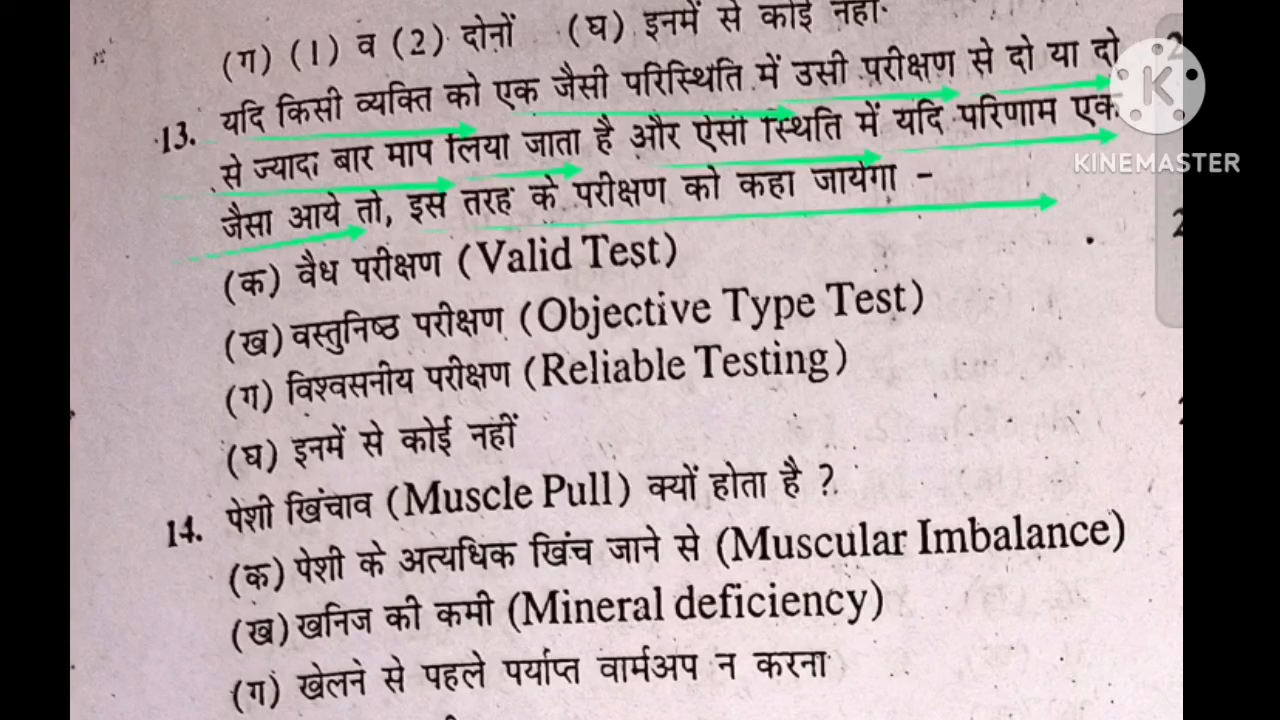 (ग) (1) व (2) दोनों (घ) इनमें से कोई नहीं
13. यदि किसी व्यक्ति को एक जैसी परिस्थिति में उसी परीक्षण से दो या दो
से ज्यादा बार माप लिया जाता है और ऐसी स्थिति में यदि परिणाम एक
जैसा आये तो, इस तरह के परीक्षण को कहा जायेगा -
(क) वैध परीक्षण (Valid Test)
(ख) वस्तुनिष्ठ परीक्षण (Objective Type Test)
(ग) विश्वसनीय परीक्षण (Reliable Testing)
(घ) इनमें से कोई नहीं
14. पेशी खिंचाव (Muscle Pull) क्यों होता है ?
(क) पेशी के अत्यधिक खिंच जाने से (Muscular Imbalance)
(ख) खनिज की कमी (Mineral deficiency)
(ग) खेलने से पहले पर्याप्त वार्मअप न करना
K
KINEMASTER